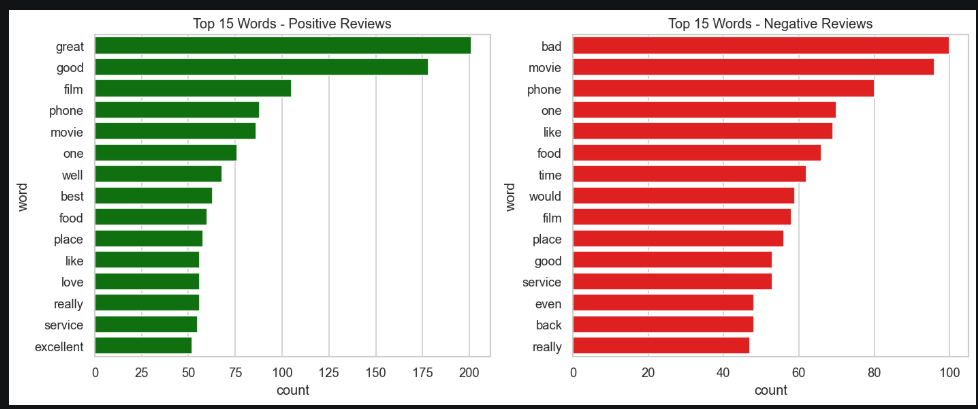 Top 15 Words - Positive Reviews
word
great
good
film
phone
movie
one
well
best
food
place
like
love
really
service
excellent
0 25 50 75 100 125 150 175 200
count
Top 15 Words - Negative Reviews
word
bad
movie
phone
one
like
food
time
would
film
place
good
service
even
back
really
0 20 40 60 80 100
count